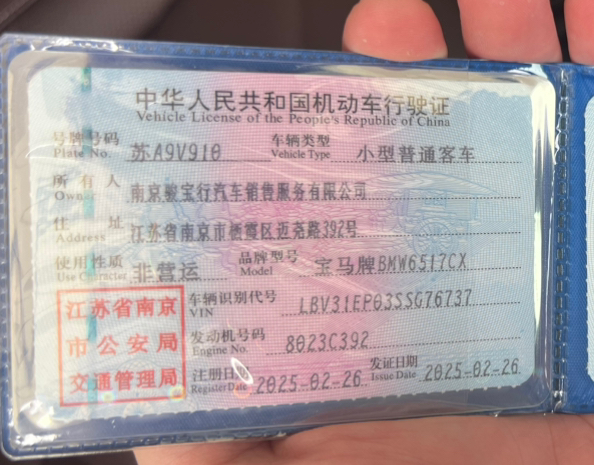 中华人民共和国机动车行驶证
Vehicle License of the People's Republic of China
号牌号码 苏A9V910 车辆类型 小型普通客车
Plate No. Vehicle Type
所有人 南京骏宝行汽车销售服务有限公司
Owner
住址 江苏省南京市栖霞区迈尧路392号
Address
使用性质 非营运 品牌型号 宝马牌BMW6517CX
Use Character Model
江苏省南京 车辆识别代号 LBV31EP03SSG76737
VIN
市公安局 发动机号码 8023C392
Engine No.
交通管理局 注册日期 2025-02-26 发证日期 2025-02-26
Register Date Issue Date